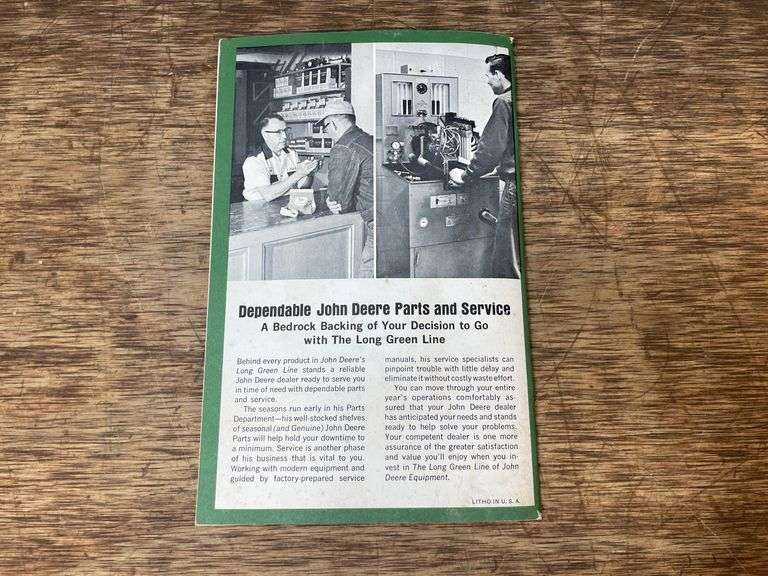 Dependable John Deere Parts and Service
A Bedrock Backing of Your Decision to Go
with The Long Green Line
Behind every product in John Deere's
Long Green Line stands a reliable
John Deere dealer ready to serve you
in time of need with dependable parts
and service.
The seasons run early in his Parts
Department—his well-stocked shelves
of seasonal (and Genuine) John Deere
Parts will help hold your downtime to
a minimum. Service is another phase
of his business that is vital to you.
Working with modern equipment and
guided by factory-prepared service
manuals, his service specialists can
pinpoint trouble with little delay and
eliminate it without costly waste effort.
You can move through your entire
year's operations comfortably as-
sured that your John Deere dealer
has anticipated your needs and stands
ready to help solve your problems.
Your competent dealer is one more
assurance of the greater satisfaction
and value you'll enjoy when you in-
vest in The Long Green Line of John
Deere Equipment.
LITHO IN U. S. A.